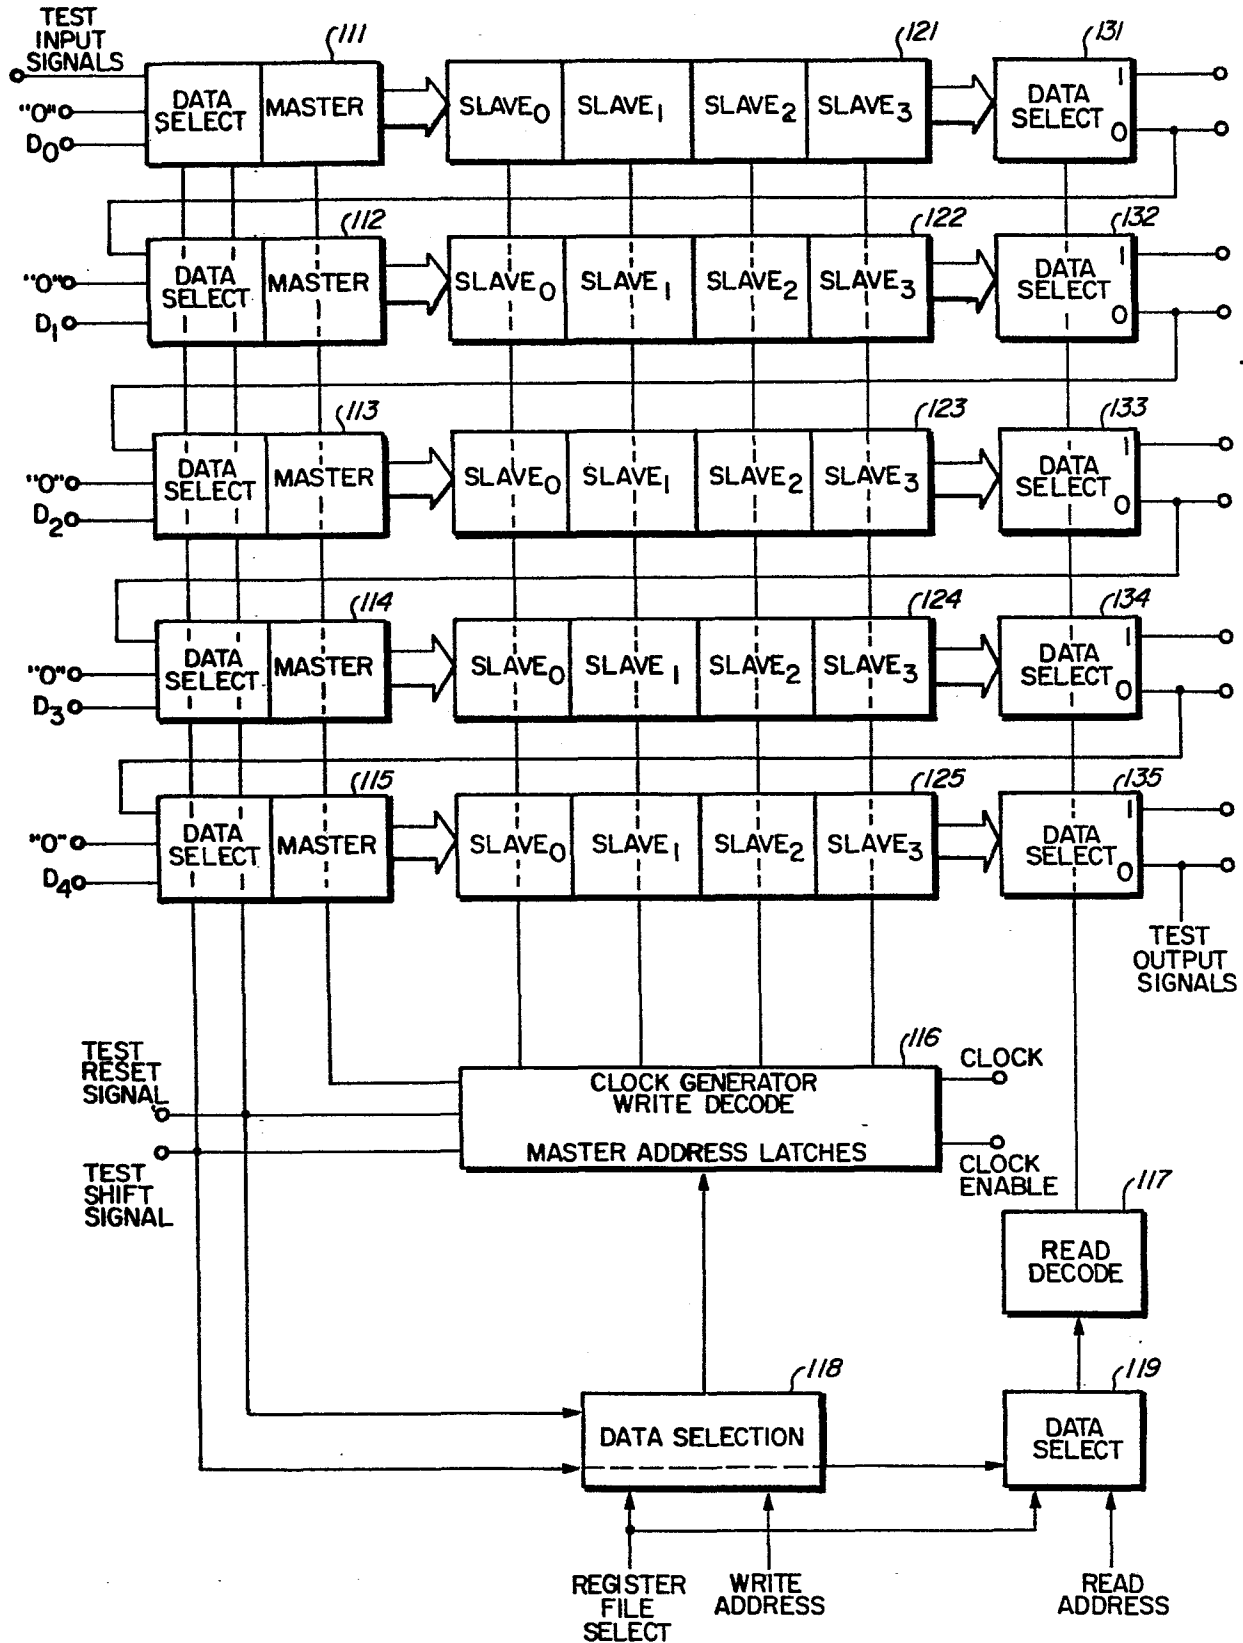 TEST
INPUT
SIGNALS
"O"
D0
111
DATA
SELECT
MASTER
121
SLAVE0 SLAVE1 SLAVE2 SLAVE3
131
DATA
SELECT
1
0
112
"O"
D1
DATA
SELECT
MASTER
122
SLAVE0 SLAVE1 SLAVE2 SLAVE3
132
DATA
SELECT
1
0
113
"O"
D2
DATA
SELECT
MASTER
123
SLAVE0 SLAVE1 SLAVE2 SLAVE3
133
DATA
SELECT
1
0
114
"O"
D3
DATA
SELECT
MASTER
124
SLAVE0 SLAVE1 SLAVE2 SLAVE3
134
DATA
SELECT
1
0
115
"O"
D4
DATA
SELECT
MASTER
125
SLAVE0 SLAVE1 SLAVE2 SLAVE3
135
DATA
SELECT
1
0
TEST
OUTPUT
SIGNALS
TEST
RESET
SIGNAL
TEST
SHIFT
SIGNAL
116
CLOCK GENERATOR
WRITE DECODE
MASTER ADDRESS LATCHES
CLOCK
CLOCK
ENABLE
117
READ
DECODE
118
DATA SELECTION
119
DATA
SELECT
REGISTER
FILE
SELECT
WRITE
ADDRESS
READ
ADDRESS